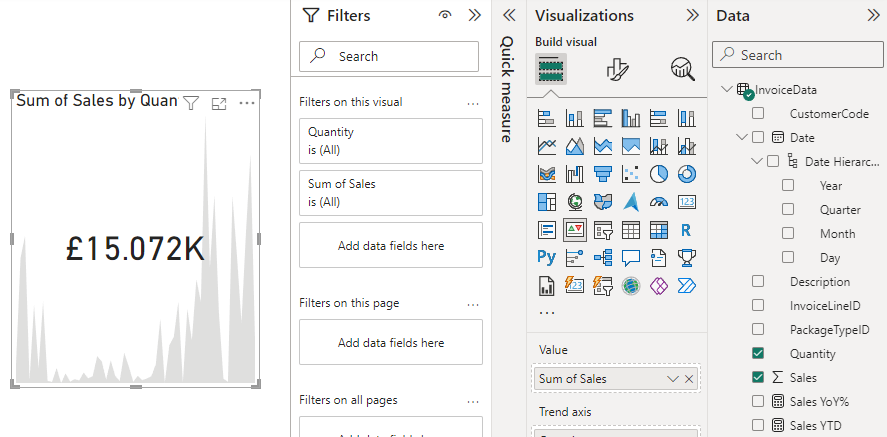 Sum of Sales by Quan
£15.072K
Filters
Search
Filters on this visual
Quantity
is (All)
Sum of Sales
is (All)
Add data fields here
Filters on this page
Add data fields here
Filters on all pages
Quick measure
Visualizations
Build visual
123
R
Py
123
Value
Sum of Sales
Trend axis
Data
Search
InvoiceData
CustomerCode
Date
Date Hierarc...
Year
Quarter
Month
Day
Description
InvoiceLineID
PackageTypeID
Quantity
Sales
Sales YoY%
Sales YTD